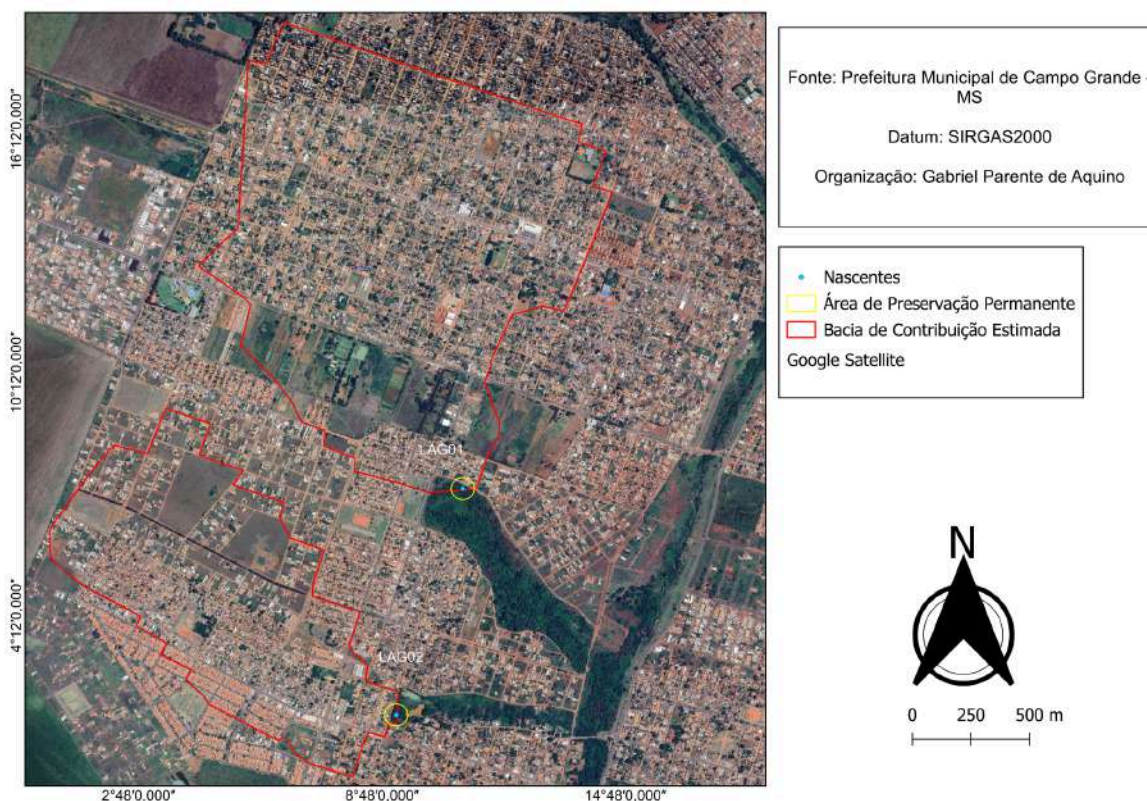 Fonte: Prefeitura Municipal de Campo Grande -
MS
Datum: SIRGAS2000
Organização: Gabriel Parente de Aquino
Nascentes
Área de Preservação Permanente
Bacia de Contribuição Estimada
Google Satellite
16°12'0,000"
10°12'0,000"
4°12'0,000"
LAG01
LAG02
2°48'0.000"
8°48'0.000"
14°48'0.000"
N
0 250 500 m